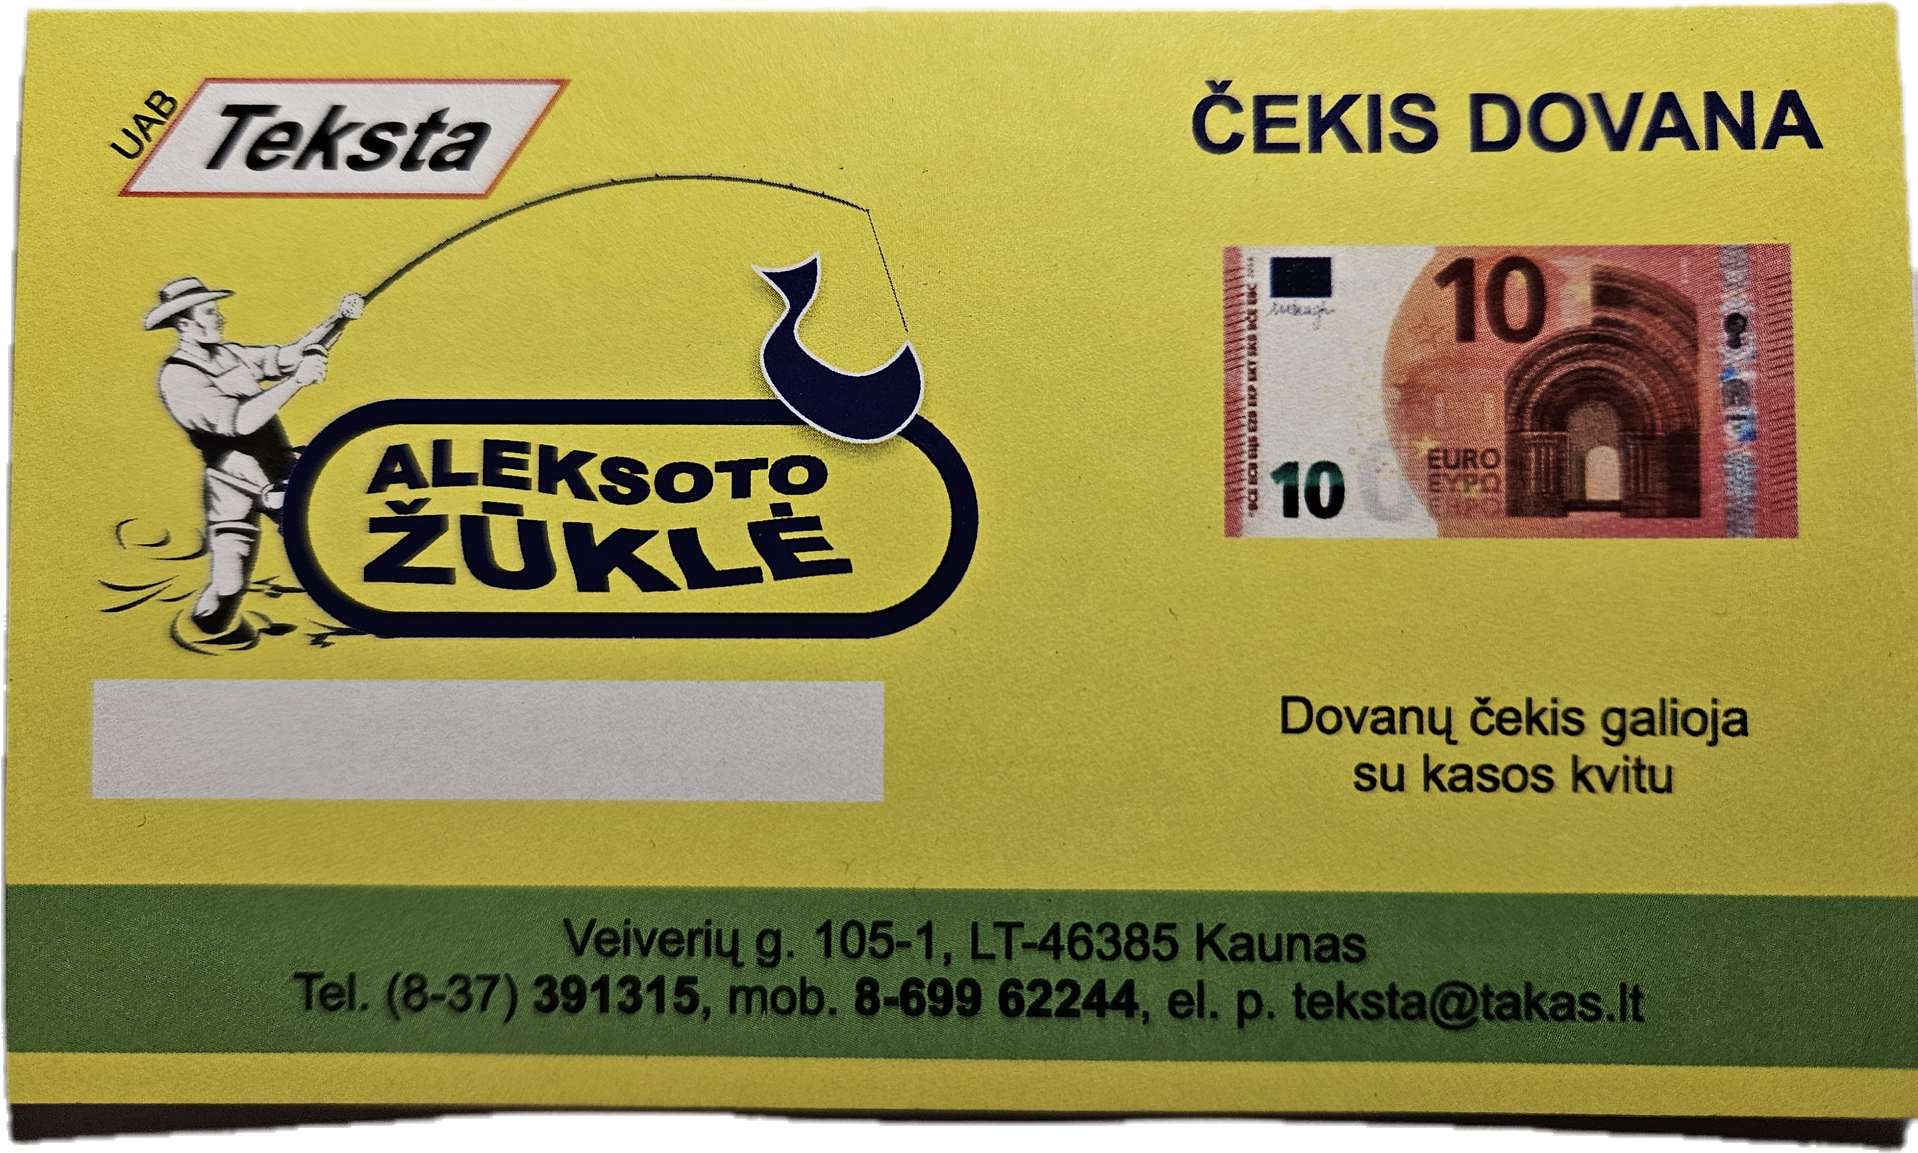 UAB Teksta
ČEKIS DOVANA
ALEKSOTO
ŽŪKLĖ
10
10
EURO
ΕΥΡΩ
ЕВРО
Dovanų čekis galioja
su kasos kvitu
Veiverių g. 105-1, LT-46385 Kaunas
Tel. (8-37) 391315, mob. 8-699 62244, el. p. teksta@takas.lt